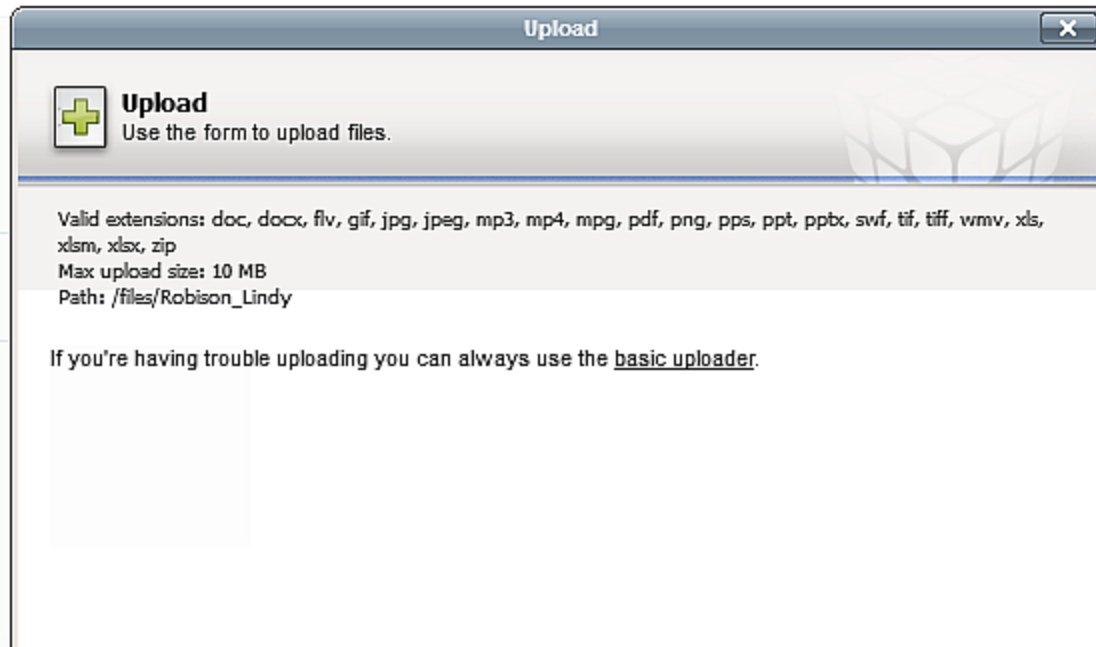 Upload
Upload
Use the form to upload files.
Valid extensions: doc, docx, flv, gif, jpg, jpeg, mp3, mp4, mpg, pdf, png, pps, ppt, pptx, swf, tif, tiff, wmv, xls,
xlsm, xlsx, zip
Max upload size: 10 MB
Path: /files/Robison_Lindy
If you're having trouble uploading you can always use the basic uploader.